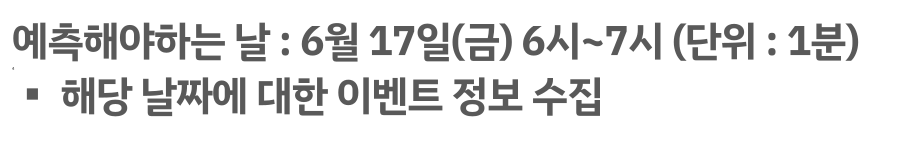 예측해야하는 날 : 6월 17일(금) 6시~7시 (단위 : 1분)
▪ 해당 날짜에 대한 이벤트 정보 수집